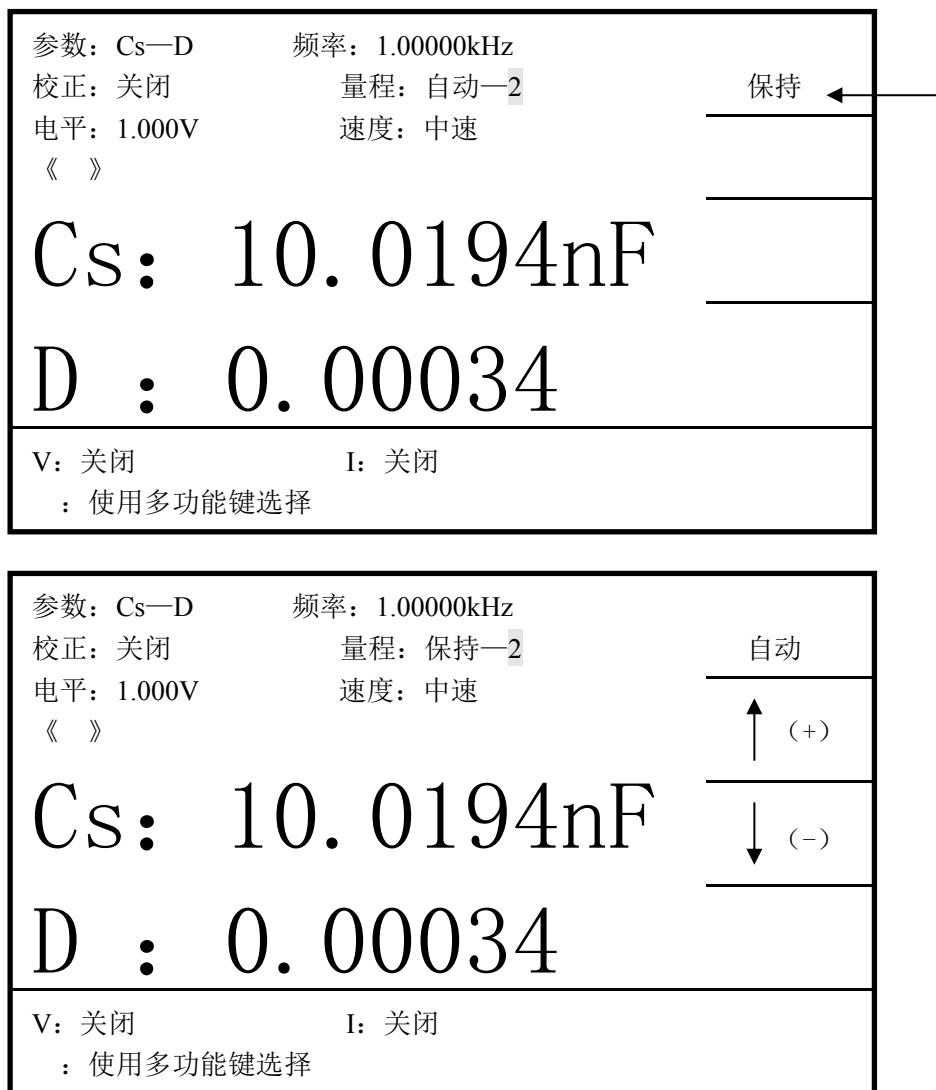 参数：Cs—D 频率：1.00000kHz
校正：关闭 量程：自动—2 保持
电平：1.000V 速度：中速
《 》
Cs：10.0194nF
D ：0.00034
V：关闭 I：关闭
：使用多功能键选择
参数：Cs—D 频率：1.00000kHz
校正：关闭 量程：保持—2 自动
电平：1.000V 速度：中速
《 》 ↑（+）
Cs：10.0194nF ↓（-）
D ：0.00034
V：关闭 I：关闭
：使用多功能键选择